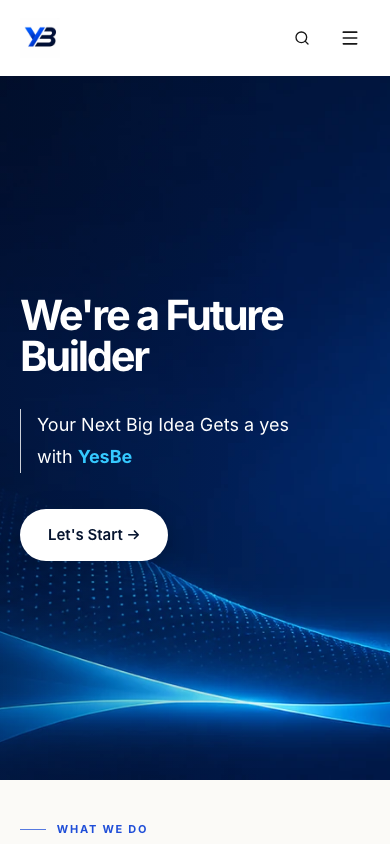 YB
We're a Future
Builder
Your Next Big Idea Gets a yes
with YesBe
Let's Start →
WHAT WE DO